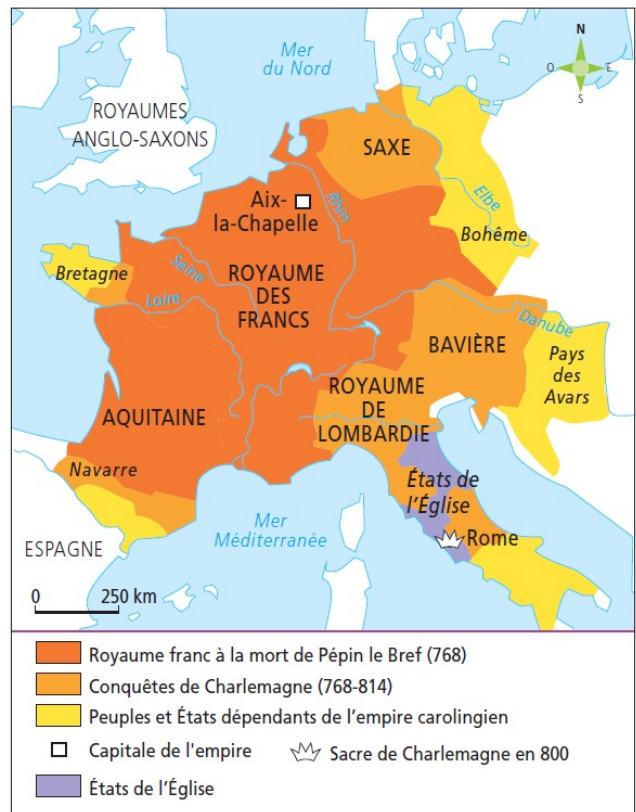 Mer
du Nord
N
O
E
S
ROYAUMES
ANGLO-SAXONS
SAXE
Elbe
Rhin
Aix-
la-Chapelle
Bohême
Bretagne
Seine
ROYAUME
DES
FRANCS
Loire
Danube
BAVIÈRE
Pays
des
Avars
ROYAUME
DE
LOMBARDIE
AQUITAINE
Navarre
États de
l'Église
Mer
Méditerranée
Rome
ESPAGNE
0 250 km
Royaume franc à la mort de Pépin le Bref (768)
Conquêtes de Charlemagne (768-814)
Peuples et États dépendants de l'empire carolingien
Capitale de l'empire
Sacre de Charlemagne en 800
États de l'Église